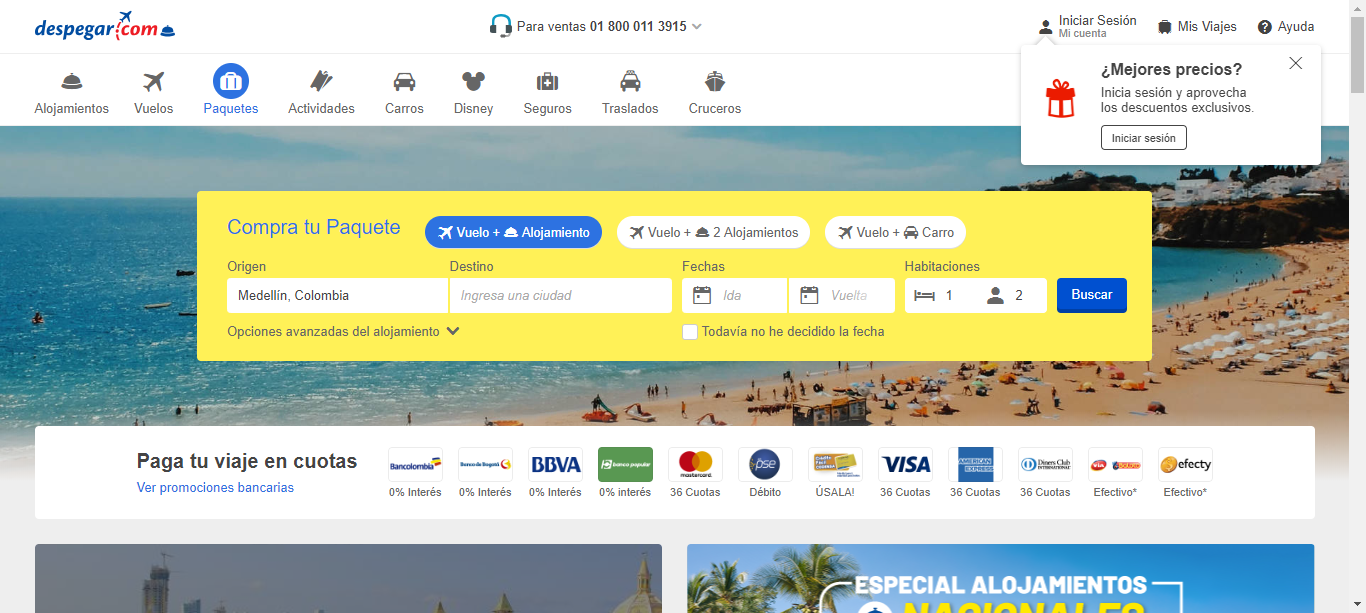 despegar.com
Para ventas 01 800 011 3915
Iniciar Sesión
Mi cuenta
Mis Viajes
Ayuda
¿Mejores precios?
Inicia sesión y aprovecha
los descuentos exclusivos.
Iniciar sesión
Alojamientos
Vuelos
Paquetes
Actividades
Carros
Disney
Seguros
Traslados
Cruceros
Compra tu Paquete
Vuelo + Alojamiento
Vuelo + 2 Alojamientos
Vuelo + Carro
Origen
Destino
Fechas
Habitaciones
Medellín, Colombia
Ingresa una ciudad
Ida
Vuelta
1
2
Buscar
Opciones avanzadas del alojamiento
Todavía no he decidido la fecha
Paga tu viaje en cuotas
Ver promociones bancarias
Bancolombia
0% Interés
Banco de Bogotá
0% Interés
BBVA
0% Interés
banco popular
0% interés
mastercard
36 Cuotas
pse
Débito
ÚSALA!
VISA
36 Cuotas
AMERICAN EXPRESS
36 Cuotas
Diners Club INTERNATIONAL
36 Cuotas
via baloto
Efectivo*
efecty
Efectivo*
ESPECIAL ALOJAMIENTOS
NACIONALES